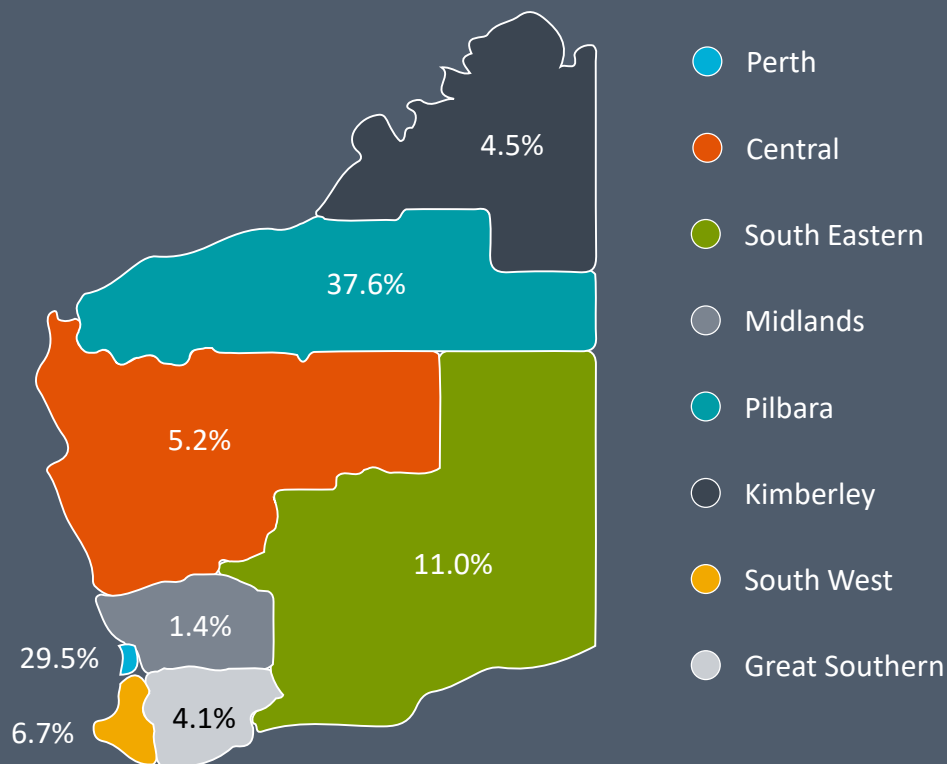 4.5%
37.6%
5.2%
11.0%
1.4%
29.5%
4.1%
6.7%
Perth
Central
South Eastern
Midlands
Pilbara
Kimberley
South West
Great Southern